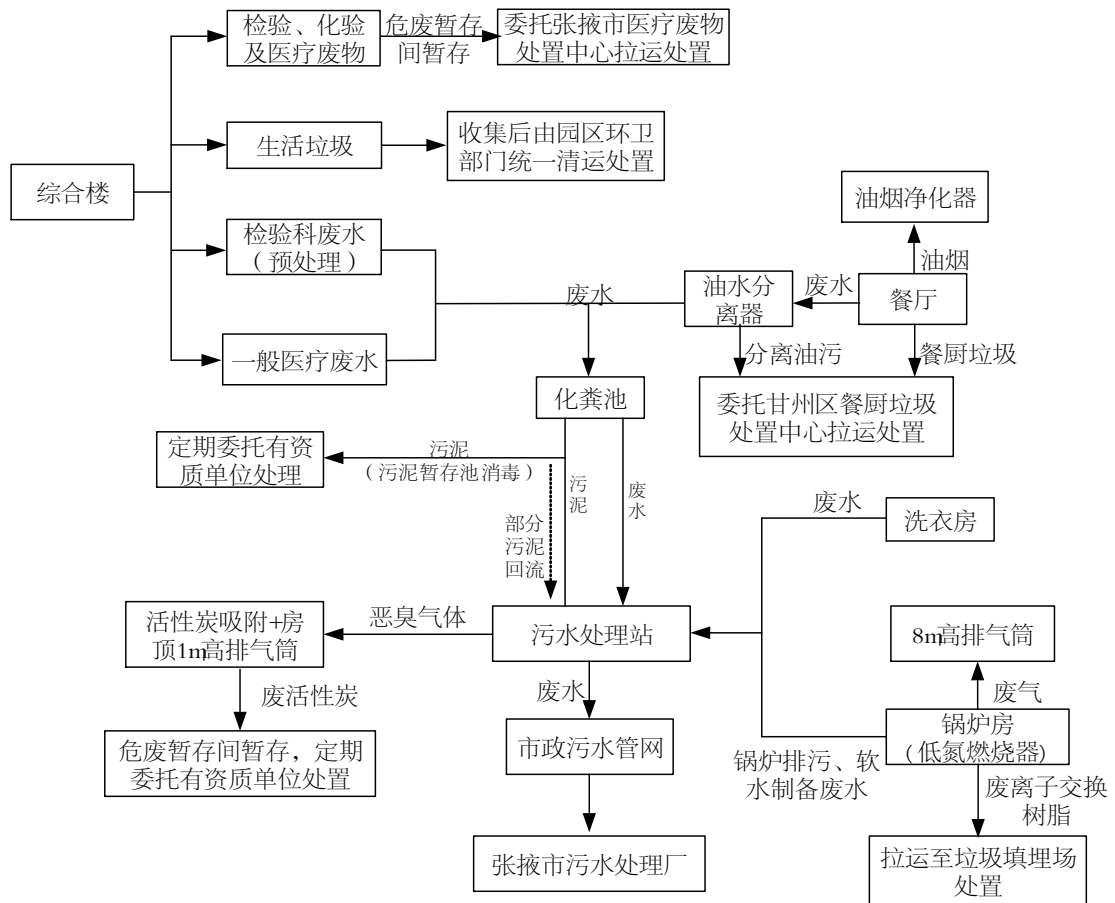 检验、化验
及医疗废物
危废暂存
间暂存
委托张掖市医疗废物
处置中心拉运处置
生活垃圾
收集后由园区环卫
部门统一清运处置
综合楼
油烟净化器
检验科废水
（预处理）
油烟
废水
油水分
离器
废水
餐厅
一般医疗废水
分离油污
餐厨垃圾
化粪池
委托甘州区餐厨垃圾
处置中心拉运处置
定期委托有资
质单位处理
污泥
（污泥暂存池消毒）
污
泥
废
水
部分
污泥
回流
废水
洗衣房
活性炭吸附+房
顶1m高排气筒
恶臭气体
污水处理站
8m高排气筒
废活性炭
废水
废气
危废暂存间暂存，定期
委托有资质单位处置
市政污水管网
锅炉排污、软
水制备废水
锅炉房
(低氮燃烧器)
废离子交换
树脂
张掖市污水处理厂
拉运至垃圾填埋场
处置